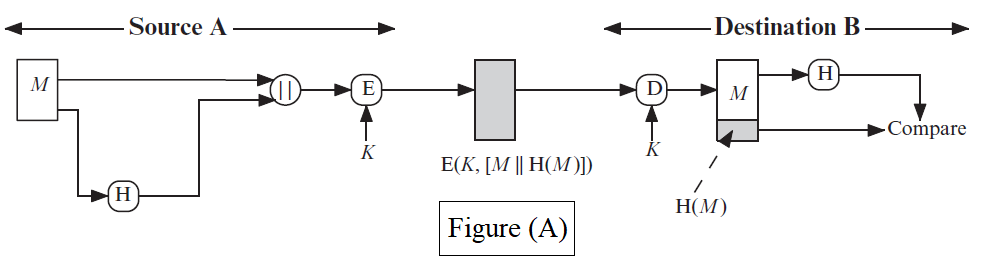 Source A
Destination B
M
||
E
D
M
H
Compare
K
K
E(K, [M || H(M)])
H
H(M)
Figure (A)